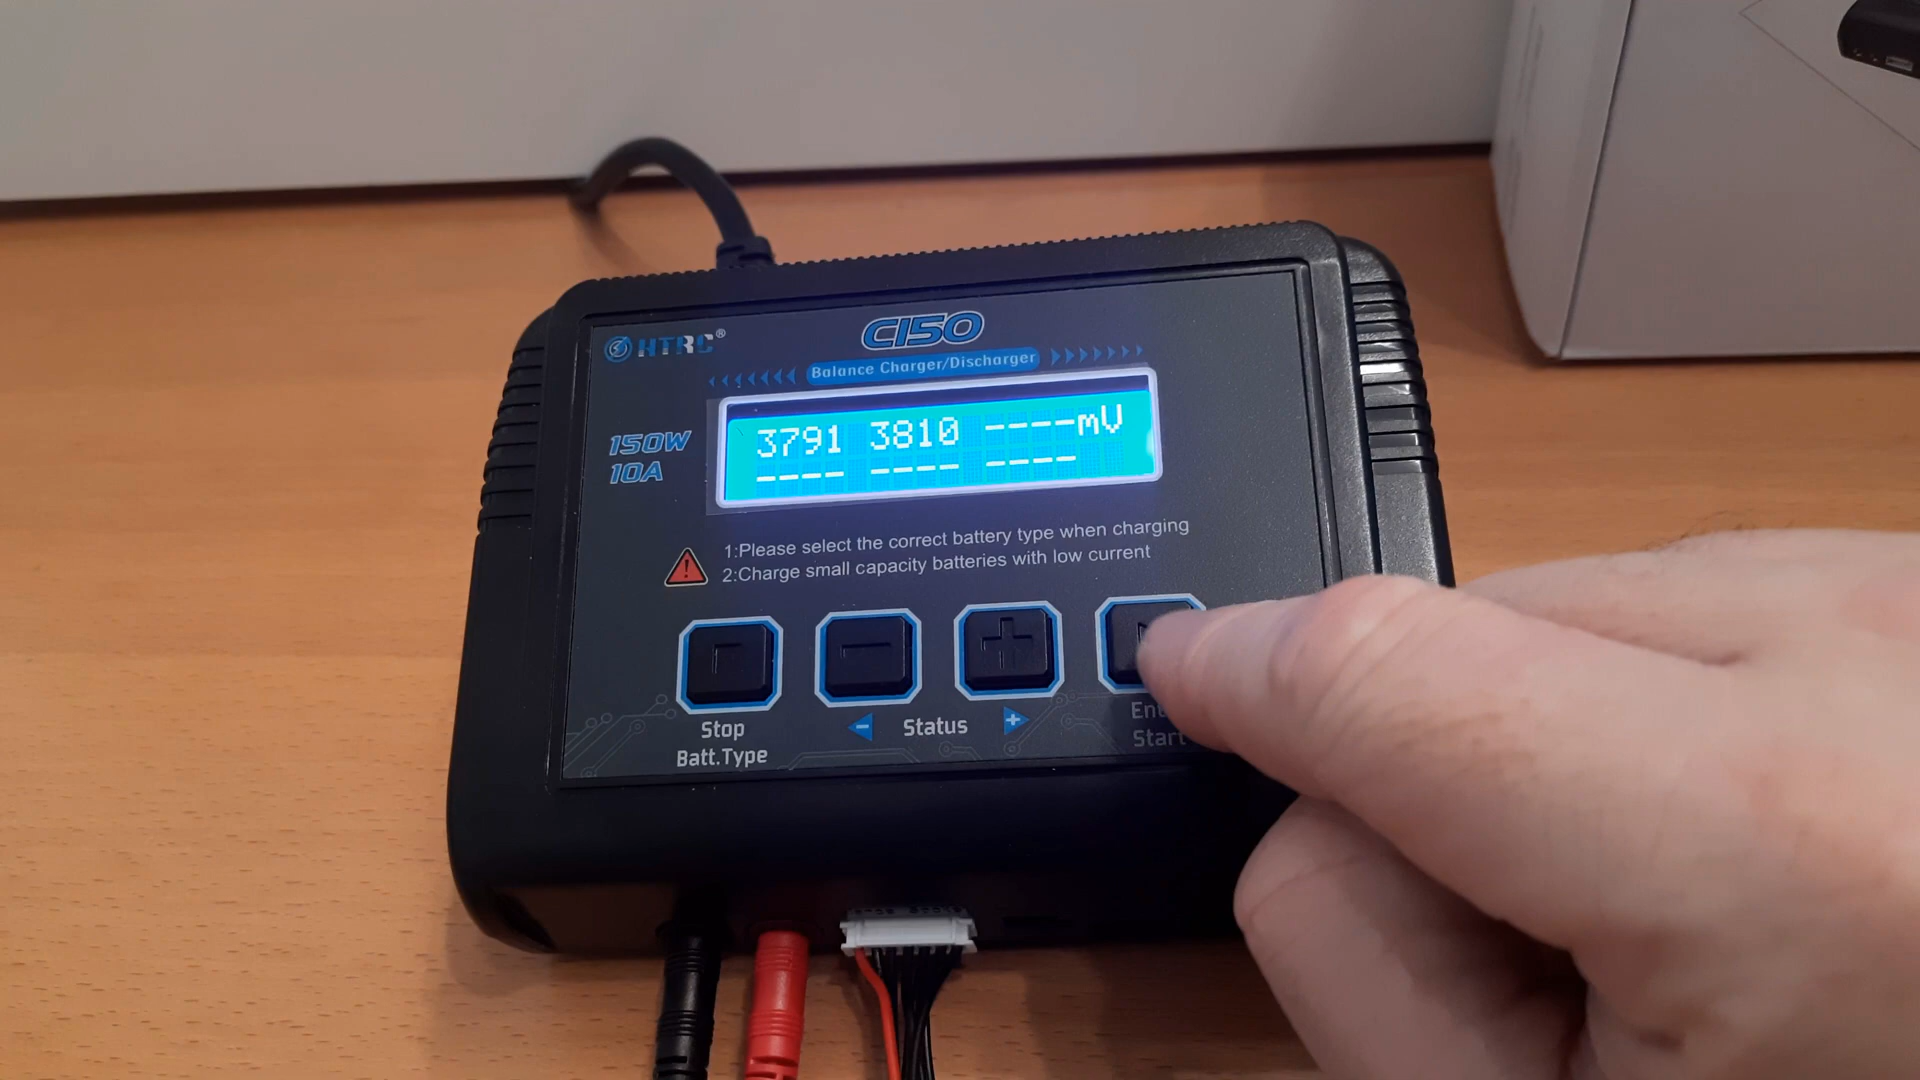 HTRC®
C150
Balance Charger/Discharger
150W
10A
3791 3810 ----mV
---- ---- ----
1:Please select the correct battery type when charging
2:Charge small capacity batteries with low current
Stop
Batt.Type
Status
Start